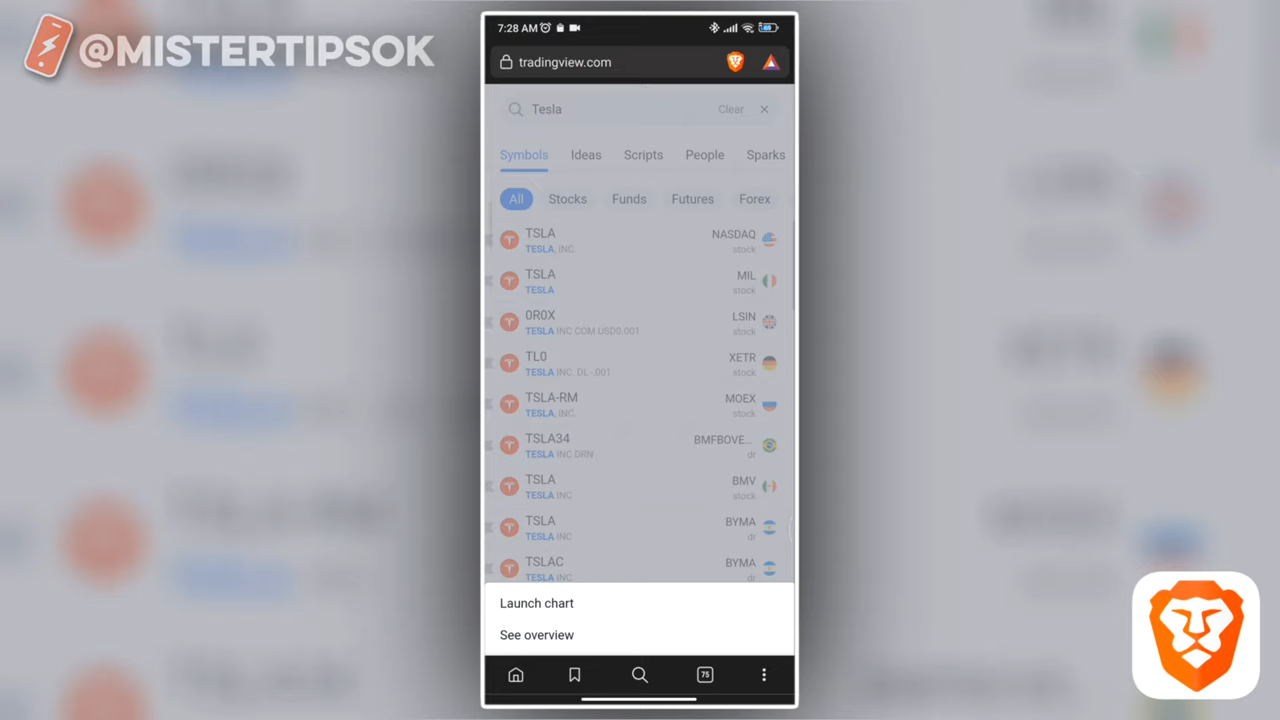 @MISTERTIPSOK
7:28 AM
69
tradingview.com
Tesla Clear
Symbols Ideas Scripts People Sparks
All Stocks Funds Futures Forex
TSLA NASDAQ
TESLA, INC. stock
TSLA MIL
TESLA stock
0R0X LSIN
TESLA INC COM USD0.001 stock
TL0 XETR
TESLA INC. DL -,001 stock
TSLA-RM MOEX
TESLA, INC. stock
TSLA34 BMFBOVE...
TESLA INC DRN dr
TSLA BMV
TESLA INC stock
TSLA BYMA
TESLA INC dr
TSLAC BYMA
TESLA INC dr
Launch chart
See overview
75